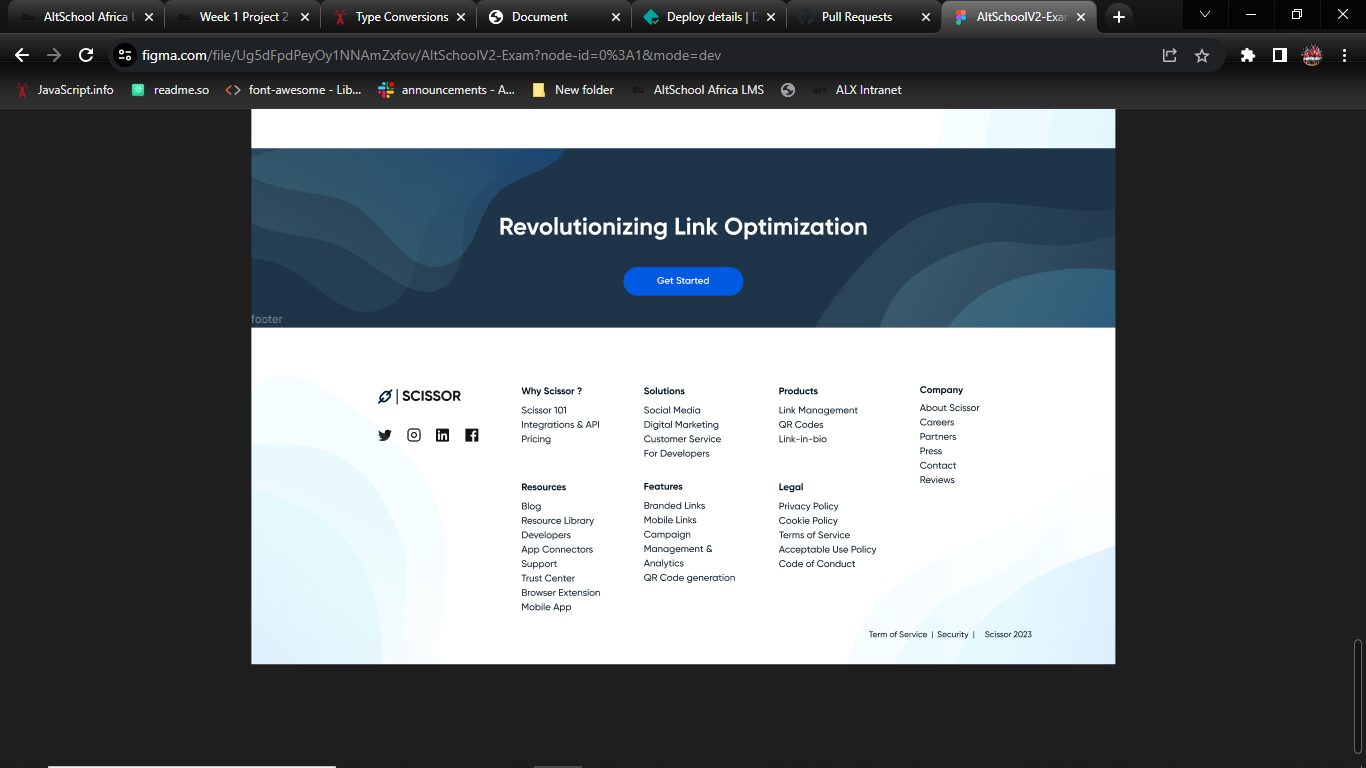 AltSchool Africa L
Week 1 Project 2
Type Conversions
Document
Deploy details | D
Pull Requests
AltSchoolV2-Exam
figma.com/file/Ug5dFpdPeyOy1NNAmZxfov/AltSchoolV2-Exam?node-id=0%3A1&mode=dev
JavaScript.info
readme.so
font-awesome - Lib...
announcements - A...
New folder
AltSchool Africa LMS
ALX Intranet
Revolutionizing Link Optimization
Get Started
footer
| SCISSOR
Why Scissor ?
Scissor 101
Integrations & API
Pricing
Solutions
Social Media
Digital Marketing
Customer Service
For Developers
Products
Link Management
QR Codes
Link-in-bio
Company
About Scissor
Careers
Partners
Press
Contact
Reviews
Resources
Blog
Resource Library
Developers
App Connectors
Support
Trust Center
Browser Extension
Mobile App
Features
Branded Links
Mobile Links
Campaign
Management &
Analytics
QR Code generation
Legal
Privacy Policy
Cookie Policy
Terms of Service
Acceptable Use Policy
Code of Conduct
Term of Service | Security | Scissor 2023